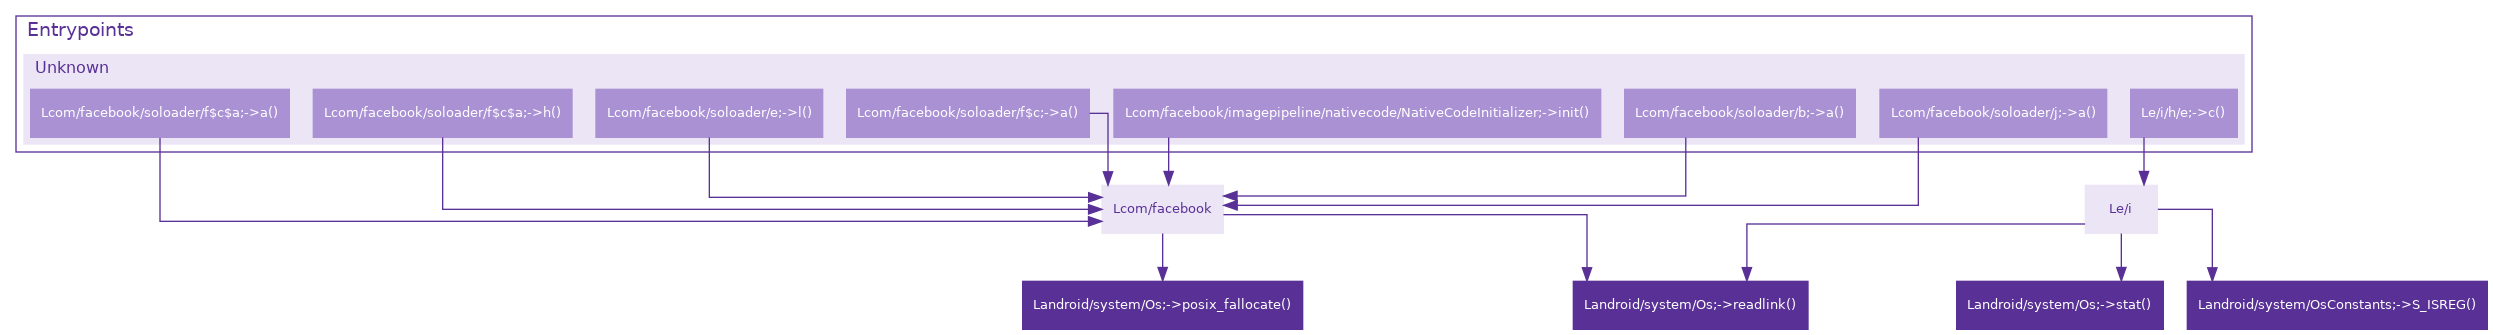 Entrypoints
Unknown
Lcom/facebook/soloader/f$c$a;->a()
Lcom/facebook/soloader/f$c$a;->h()
Lcom/facebook/soloader/e;->l()
Lcom/facebook/soloader/f$c;->a()
Lcom/facebook/imagepipeline/nativecode/NativeCodeInitializer;->init()
Lcom/facebook/soloader/b;->a()
Lcom/facebook/soloader/j;->a()
Le/i/h/e;->c()
Lcom/facebook
Le/i
Landroid/system/Os;->posix_fallocate()
Landroid/system/Os;->readlink()
Landroid/system/Os;->stat()
Landroid/system/OsConstants;->S_ISREG()